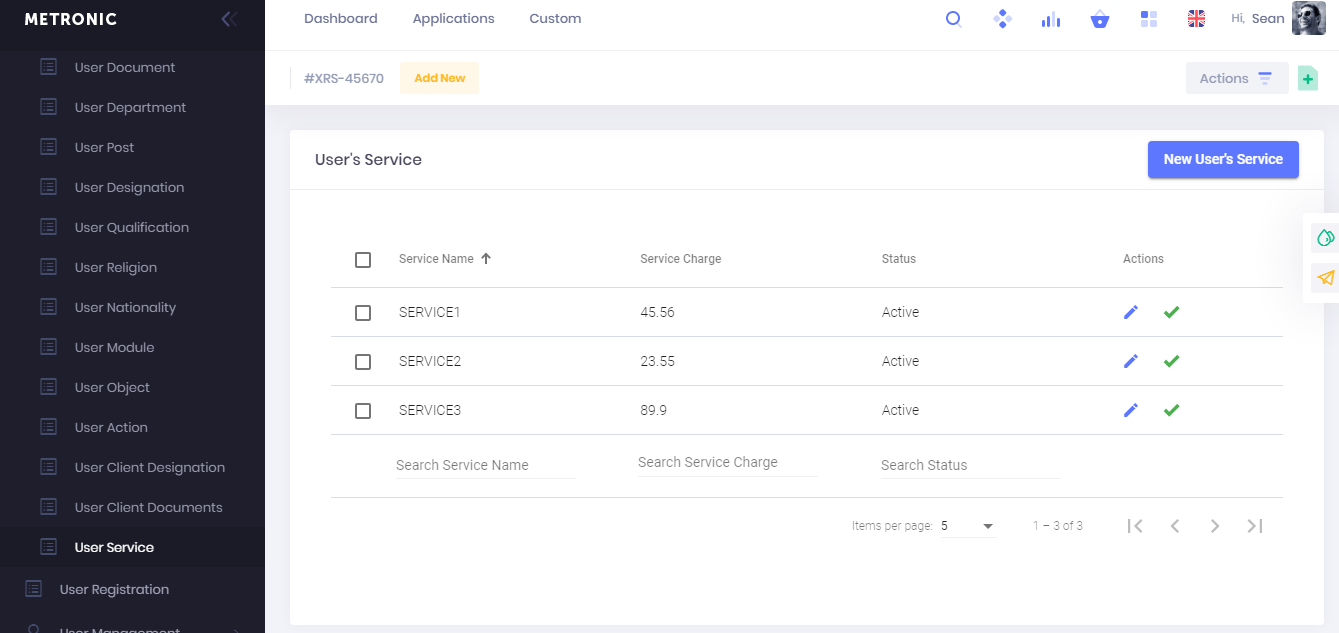 METRONIC
Dashboard Applications Custom
Hi, Sean
#XRS-45670 Add New Actions
User Document
User Department
User Post
User Designation
User Qualification
User Religion
User Nationality
User Module
User Object
User Action
User Client Designation
User Client Documents
User Service
User Registration
User Management
User's Service New User's Service
Service Name Service Charge Status Actions
SERVICE1 45.56 Active
SERVICE2 23.55 Active
SERVICE3 89.9 Active
Search Service Name Search Service Charge Search Status
Items per page: 5 1 – 3 of 3